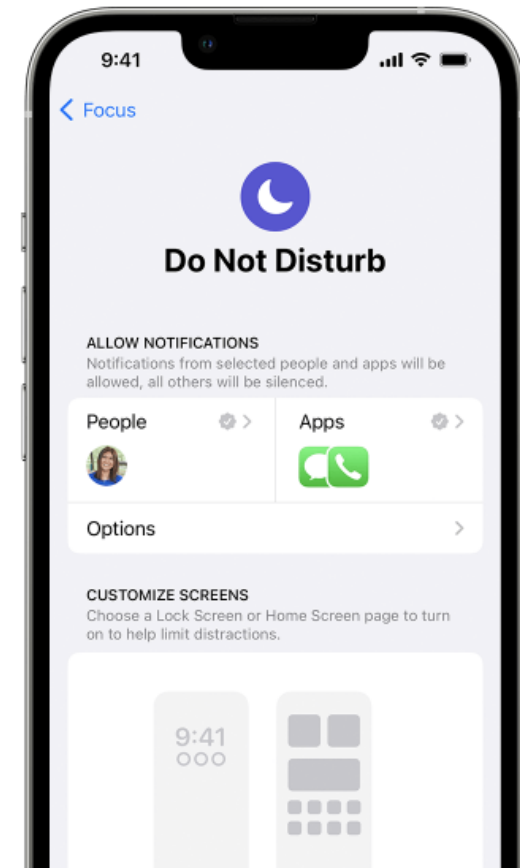 9:41
Focus
Do Not Disturb
ALLOW NOTIFICATIONS
Notifications from selected people and apps will be
allowed, all others will be silenced.
People
Apps
Options
CUSTOMIZE SCREENS
Choose a Lock Screen or Home Screen page to turn
on to help limit distractions.
9:41